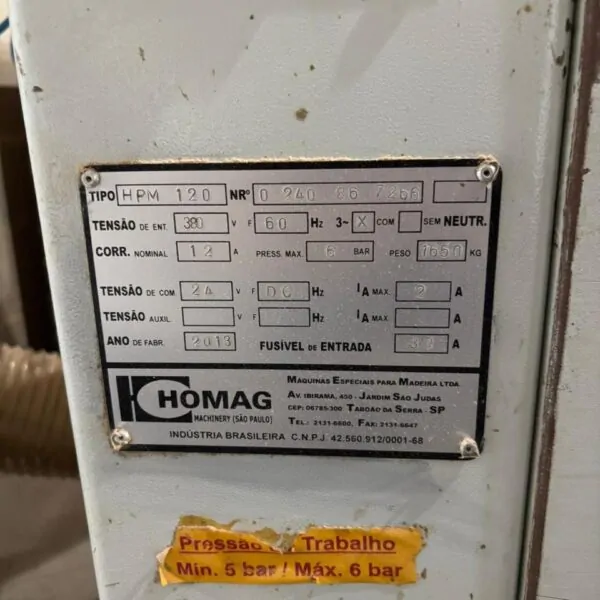 TIPO HPM 120 NRº 0 240 86 7266
TENSÃO DE ENT. 380 V F 60 Hz 3~ X COM SEM NEUTR.
CORR. NOMINAL 12 A PRESS. MAX. 6 BAR PESO 1650 KG
TENSÃO DE COM 24 V F DC Hz IA MAX. 2 A
TENSÃO AUXIL. V F Hz IA MAX. A
ANO DE FABR. 2013 FUSÍVEL DE ENTRADA A
HOMAG
MACHINERY (SÃO PAULO)
MAQUINAS ESPECIAIS PARA MADEIRA LTDA.
AV. IBIRAMA, 450 - JARDIM SÃO JUDAS
CEP: 06785-300 TABOÃO DA SERRA - SP
TEL.: 2131-6600, FAX: 2131-6647
INDÚSTRIA BRASILEIRA C.N.P.J. 42.560.912/0001-68
Pressão Trabalho
Mín. 5 bar / Máx. 6 bar